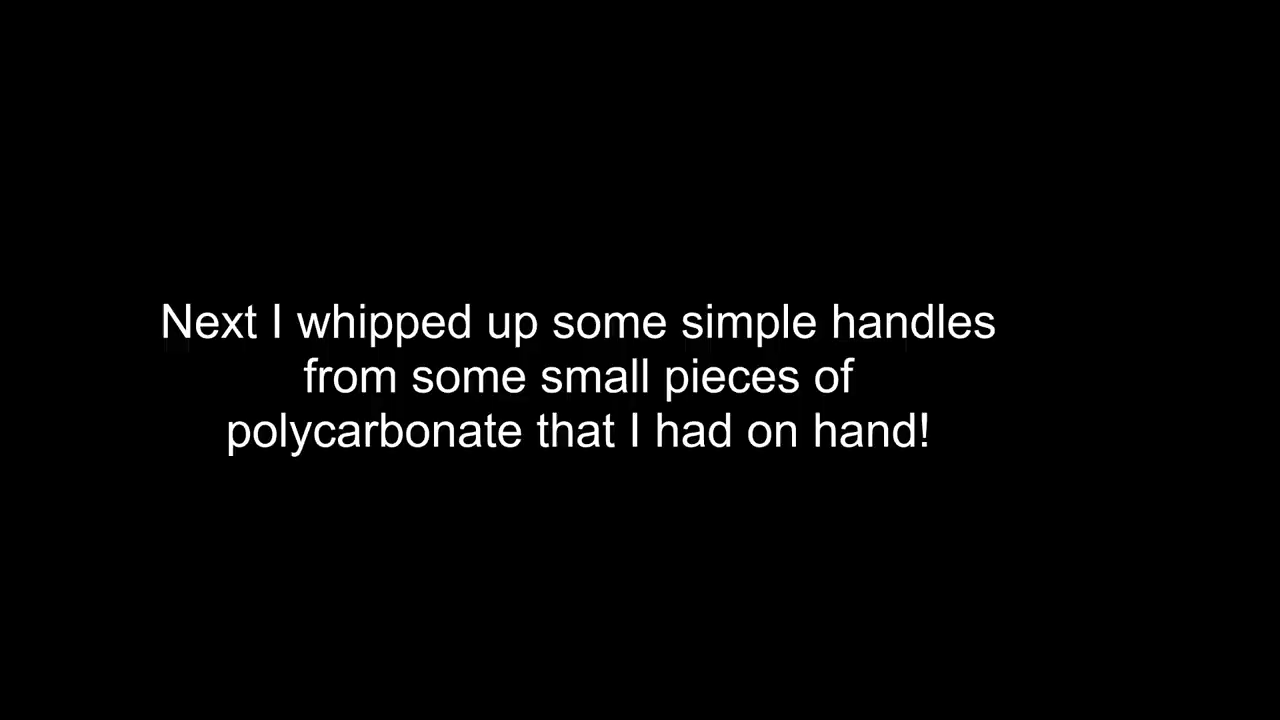 Next I whipped up some simple handles
from some small pieces of
polycarbonate that I had on hand!